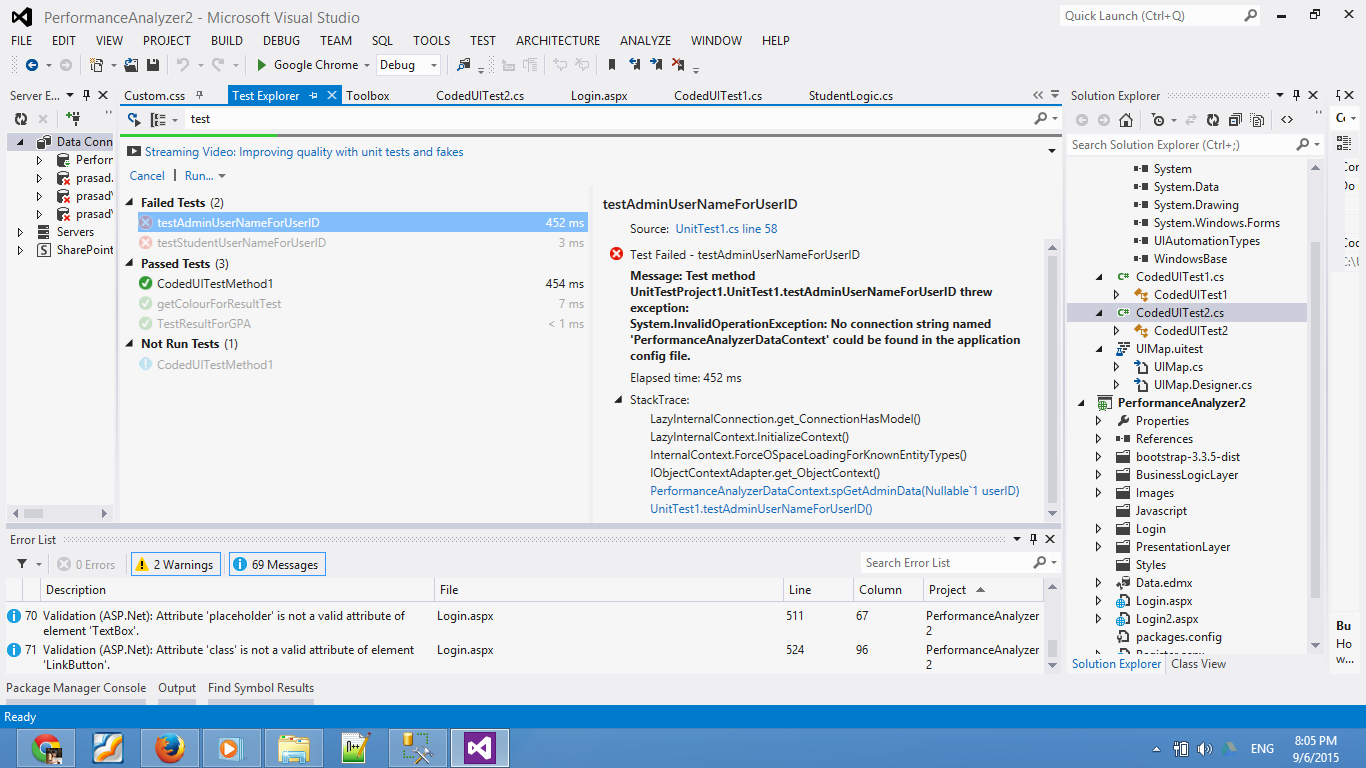 PerformanceAnalyzer2 - Microsoft Visual Studio
Quick Launch (Ctrl+Q)
FILE EDIT VIEW PROJECT BUILD DEBUG TEAM SQL TOOLS TEST ARCHITECTURE ANALYZE WINDOW HELP
Google Chrome Debug
Server E...
Data Conn
Perform
prasad.
prasad
prasad
Servers
SharePoint
Custom.css Test Explorer Toolbox CodedUITest2.cs Login.aspx CodedUITest1.cs StudentLogic.cs
test
Streaming Video: Improving quality with unit tests and fakes
Cancel | Run...
Failed Tests (2)
testAdminUserNameForUserID 452 ms
testStudentUserNameForUserID 3 ms
Passed Tests (3)
CodedUITestMethod1 454 ms
getColourForResultTest 7 ms
TestResultForGPA < 1 ms
Not Run Tests (1)
CodedUITestMethod1
testAdminUserNameForUserID
Source: UnitTest1.cs line 58
Test Failed - testAdminUserNameForUserID
Message: Test method
UnitTestProject1.UnitTest1.testAdminUserNameForUserID threw
exception:
System.InvalidOperationException: No connection string named
'PerformanceAnalyzerDataContext' could be found in the application
config file.
Elapsed time: 452 ms
StackTrace:
LazyInternalConnection.get_ConnectionHasModel()
LazyInternalContext.InitializeContext()
InternalContext.ForceOSpaceLoadingForKnownEntityTypes()
IObjectContextAdapter.get_ObjectContext()
PerformanceAnalyzerDataContext.spGetAdminData(Nullable`1 userID)
UnitTest1.testAdminUserNameForUserID()
Solution Explorer
Search Solution Explorer (Ctrl+;)
System
System.Data
System.Drawing
System.Windows.Forms
UIAutomationTypes
WindowsBase
CodedUITest1.cs
CodedUITest1
CodedUITest2.cs
CodedUITest2
UIMap.uitest
UIMap.cs
UIMap.Designer.cs
PerformanceAnalyzer2
Properties
References
bootstrap-3.3.5-dist
BusinessLogicLayer
Images
Javascript
Login
PresentationLayer
Styles
Data.edmx
Login.aspx
Login2.aspx
packages.config
Solution Explorer Class View
Bu
Ho
w...
Error List
0 Errors 2 Warnings 69 Messages
Search Error List
Description File Line Column Project
70 Validation (ASP.Net): Attribute 'placeholder' is not a valid attribute of element 'TextBox'. Login.aspx 511 67 PerformanceAnalyzer2
71 Validation (ASP.Net): Attribute 'class' is not a valid attribute of element 'LinkButton'. Login.aspx 524 96 PerformanceAnalyzer2
Package Manager Console Output Find Symbol Results
Ready
ENG
8:05 PM
9/6/2015